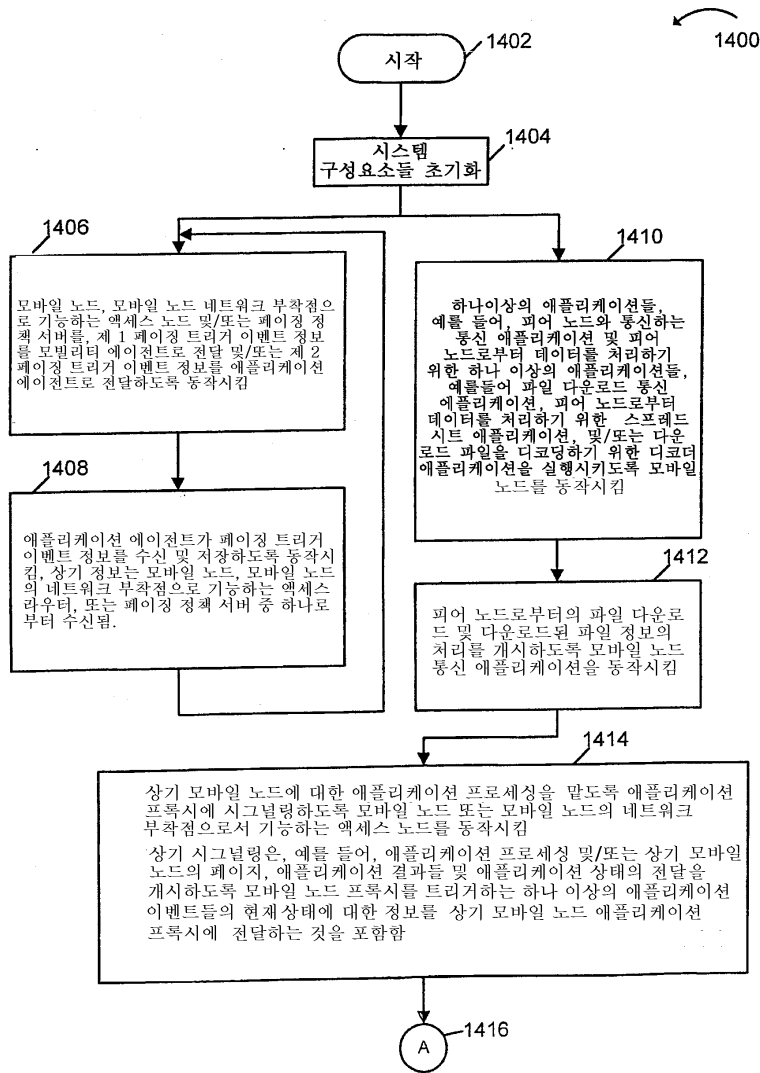 1400
1402
시작
1404
시스템
구성요소들 초기화
1406
모바일 노드, 모바일 노드 네트워크 부착점으
로 기능하는 액세스 노드 및/또는 페이징 정
책 서버를, 제 1 페이징 트리거 이벤트 정보
를 모빌리티 에이전트로 전달 및/또는 제 2
페이징 트리거 이벤트 정보를 애플리케이션
에이전트로 전달하도록 동작시킴
1408
애플리케이션 에이전트가 페이징 트리거
이벤트 정보를 수신 및 저장하도록 동작시
킴, 상기 정보는 모바일 노드, 모바일 노드
의 네트워크 부착점으로 기능하는 액세스
라우터, 또는 페이징 정책 서버 중 하나로
부터 수신됨.
1410
하나이상의 애플리케이션들,
예를 들어, 피어 노드와 통신하는
통신 애플리케이션 및 피어
노드로부터 데이터를 처리하기
위한 하나 이상의 애플리케이션들,
예를들어 파일 다운로드 통신
에플리케이션, 피어 노드로부터
데이터를 처리하기 위한 스프레드
시트 애플리케이션, 및/또는 다운
로드 파일을 디코딩하기 위한 디코더
애플리케이션을 실행시키도록 모바일
노드를 동작시킴
1412
피어 노드로부터의 파일 다운로
드 및 다운로드된 파일 정보의
처리를 개시하도록 모바일 노드
통신 애플리케이션을 동작시킴
1414
상기 모바일 노드에 대한 애플리케이션 프로세싱을 맡도록 애플리케이션
프록시에 시그널링하도록 모바일 노드 또는 모바일 노드의 네트워크
부착점으로서 기능하는 액세스 노드를 동작시킴
상기 시그널링은, 예를 들어, 애플리케이션 프로세싱 및/또는 상기 모바일
노드의 페이지, 애플리케이션 결과들 및 애플리케이션 상태의 전달을
개시하도록 모바일 노드 프록시를 트리거하는 하나 이상의 애플리케이션
이벤트들의 현재상태에 대한 정보를 상기 모바일 노드 애플리케이션
프록시에 전달하는 것을 포함함
A
1416